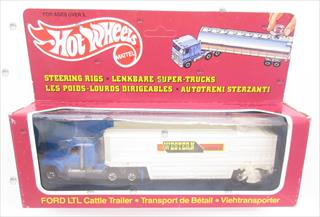 FOR AGES OVER 3
Hot Wheels
MATTEL
STEERING RIGS • LENKBARE SUPER-TRUCKS
LES POIDS-LOURDS DIRIGEABLES • AUTOTRENI STERZANTI
WESTERN
FORD LTL Cattle Trailer • Transport de Bétail • Viehtransporter